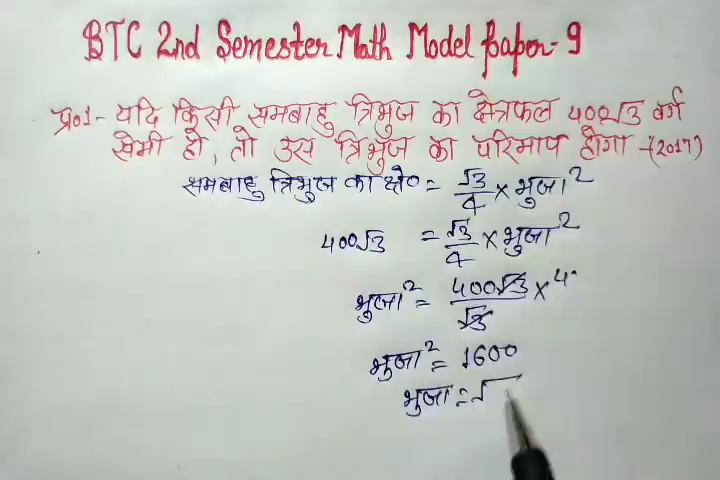 BTC 2nd Semester Math Model paper-9
प्र०1- यदि किसी समबाहु त्रिभुज का क्षेत्रफल 400√3 वर्ग
सेमी हो, तो उस त्रिभुज का परिमाप होगा -(2017)
समबाहु त्रिभुज का क्षे० = √3/4 × भुजा²
400√3 = √3/4 × भुजा²
भुजा² = 400√3/√3 × 4
भुजा² = 1600
भुजा = √